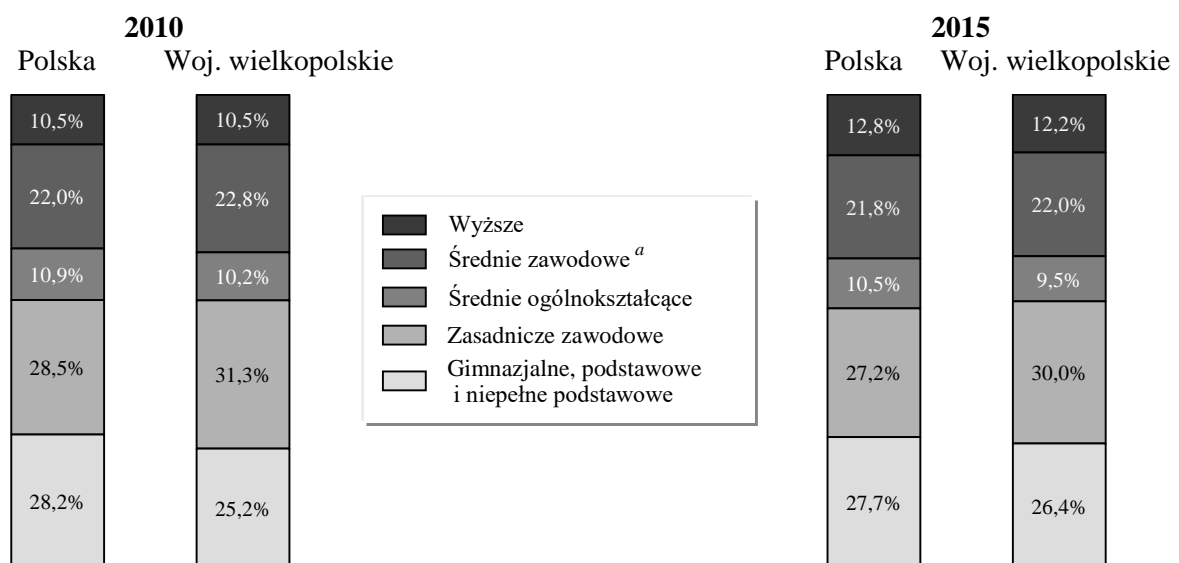 2010
Polska Woj. wielkopolskie
10,5% 10,5%
22,0% 22,8%
10,9% 10,2%
28,5% 31,3%
28,2% 25,2%
Wyższe
Średnie zawodowe a
Średnie ogólnokształcące
Zasadnicze zawodowe
Gimnazjalne, podstawowe
i niepełne podstawowe
2015
Polska Woj. wielkopolskie
12,8% 12,2%
21,8% 22,0%
10,5% 9,5%
27,2% 30,0%
27,7% 26,4%